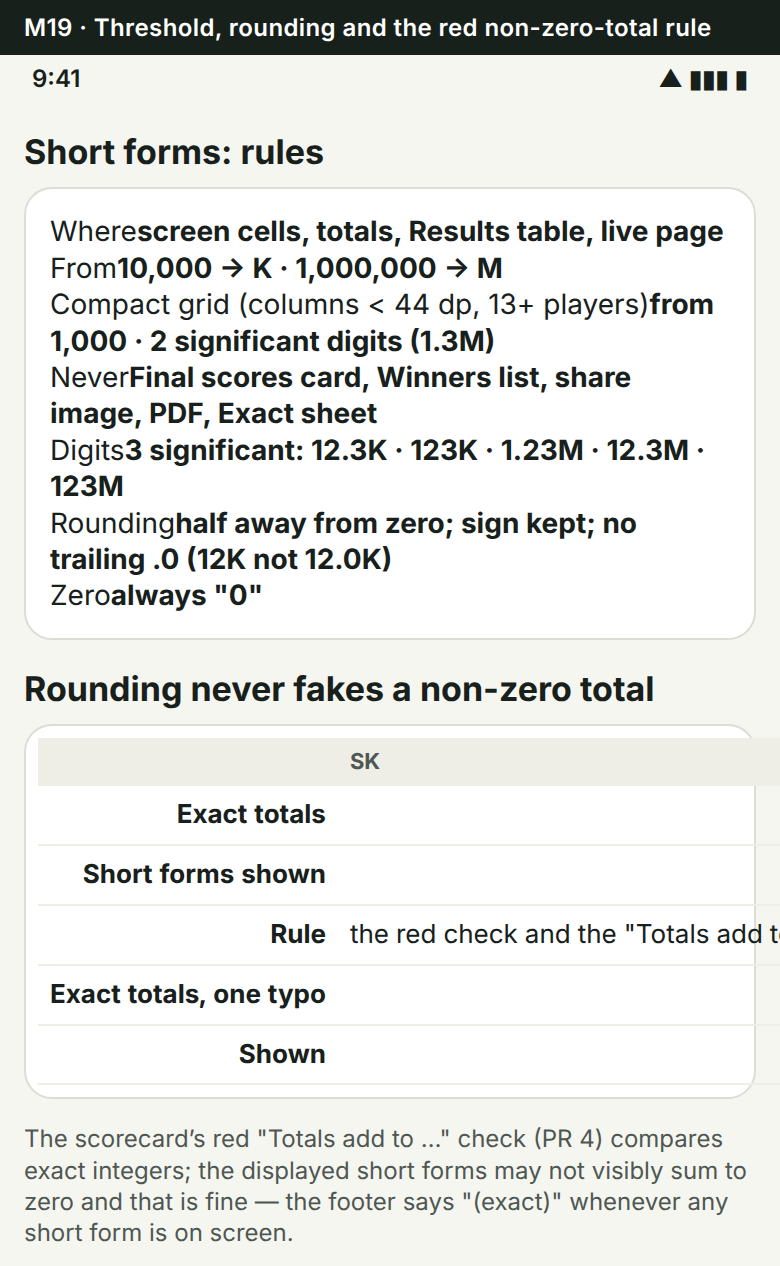 M19 · Threshold, rounding and the red non-zero-total rule
9:41
Short forms: rules
Wherescreen cells, totals, Results table, live page
From10,000 → K · 1,000,000 → M
Compact grid (columns < 44 dp, 13+ players)from
1,000 · 2 significant digits (1.3M)
NeverFinal scores card, Winners list, share
image, PDF, Exact sheet
Digits3 significant: 12.3K · 123K · 1.23M · 12.3M ·
123M
Roundinghalf away from zero; sign kept; no
trailing .0 (12K not 12.0K)
Zeroalways "0"
Rounding never fakes a non-zero total
SK
Exact totals
Short forms shown
Rule the red check and the "Totals add
Exact totals, one typo
Shown
The scorecard’s red "Totals add to …" check (PR 4) compares
exact integers; the displayed short forms may not visibly sum to
zero and that is fine — the footer says "(exact)" whenever any
short form is on screen.